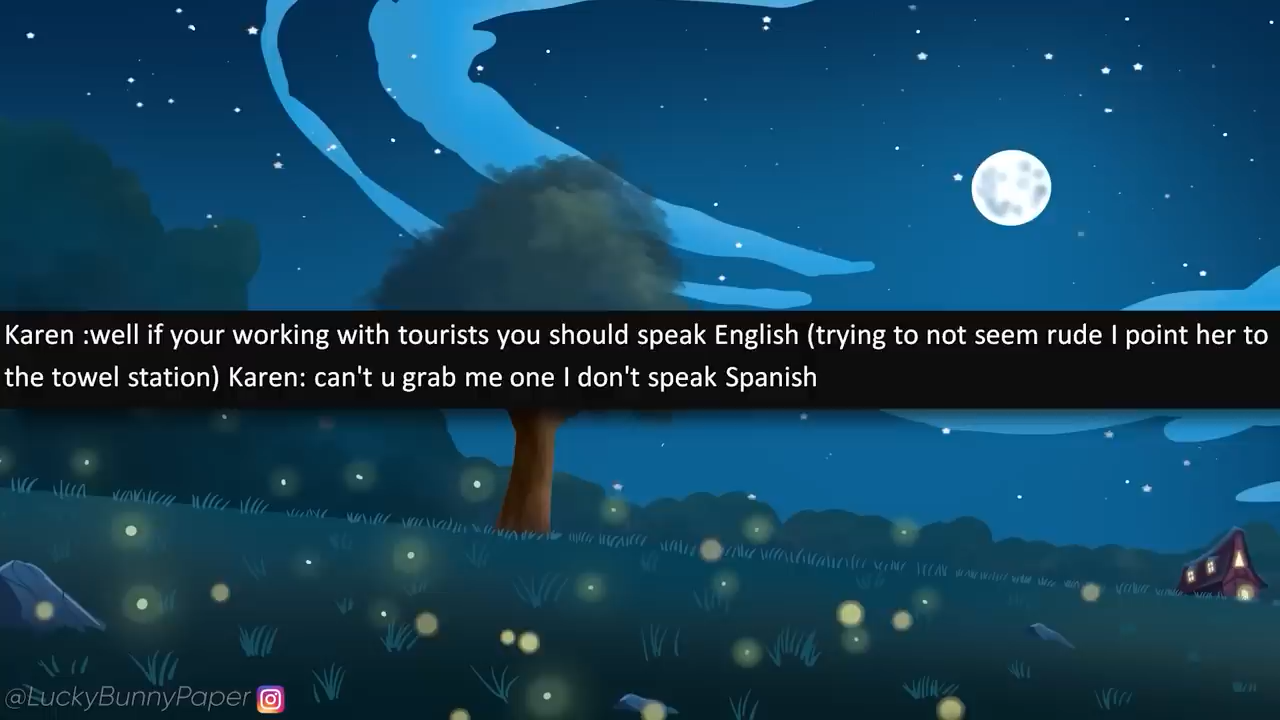 Karen :well if your working with tourists you should speak English (trying to not seem rude I point her to
the towel station) Karen: can't u grab me one I don't speak Spanish
@LuckyBunnyPaper